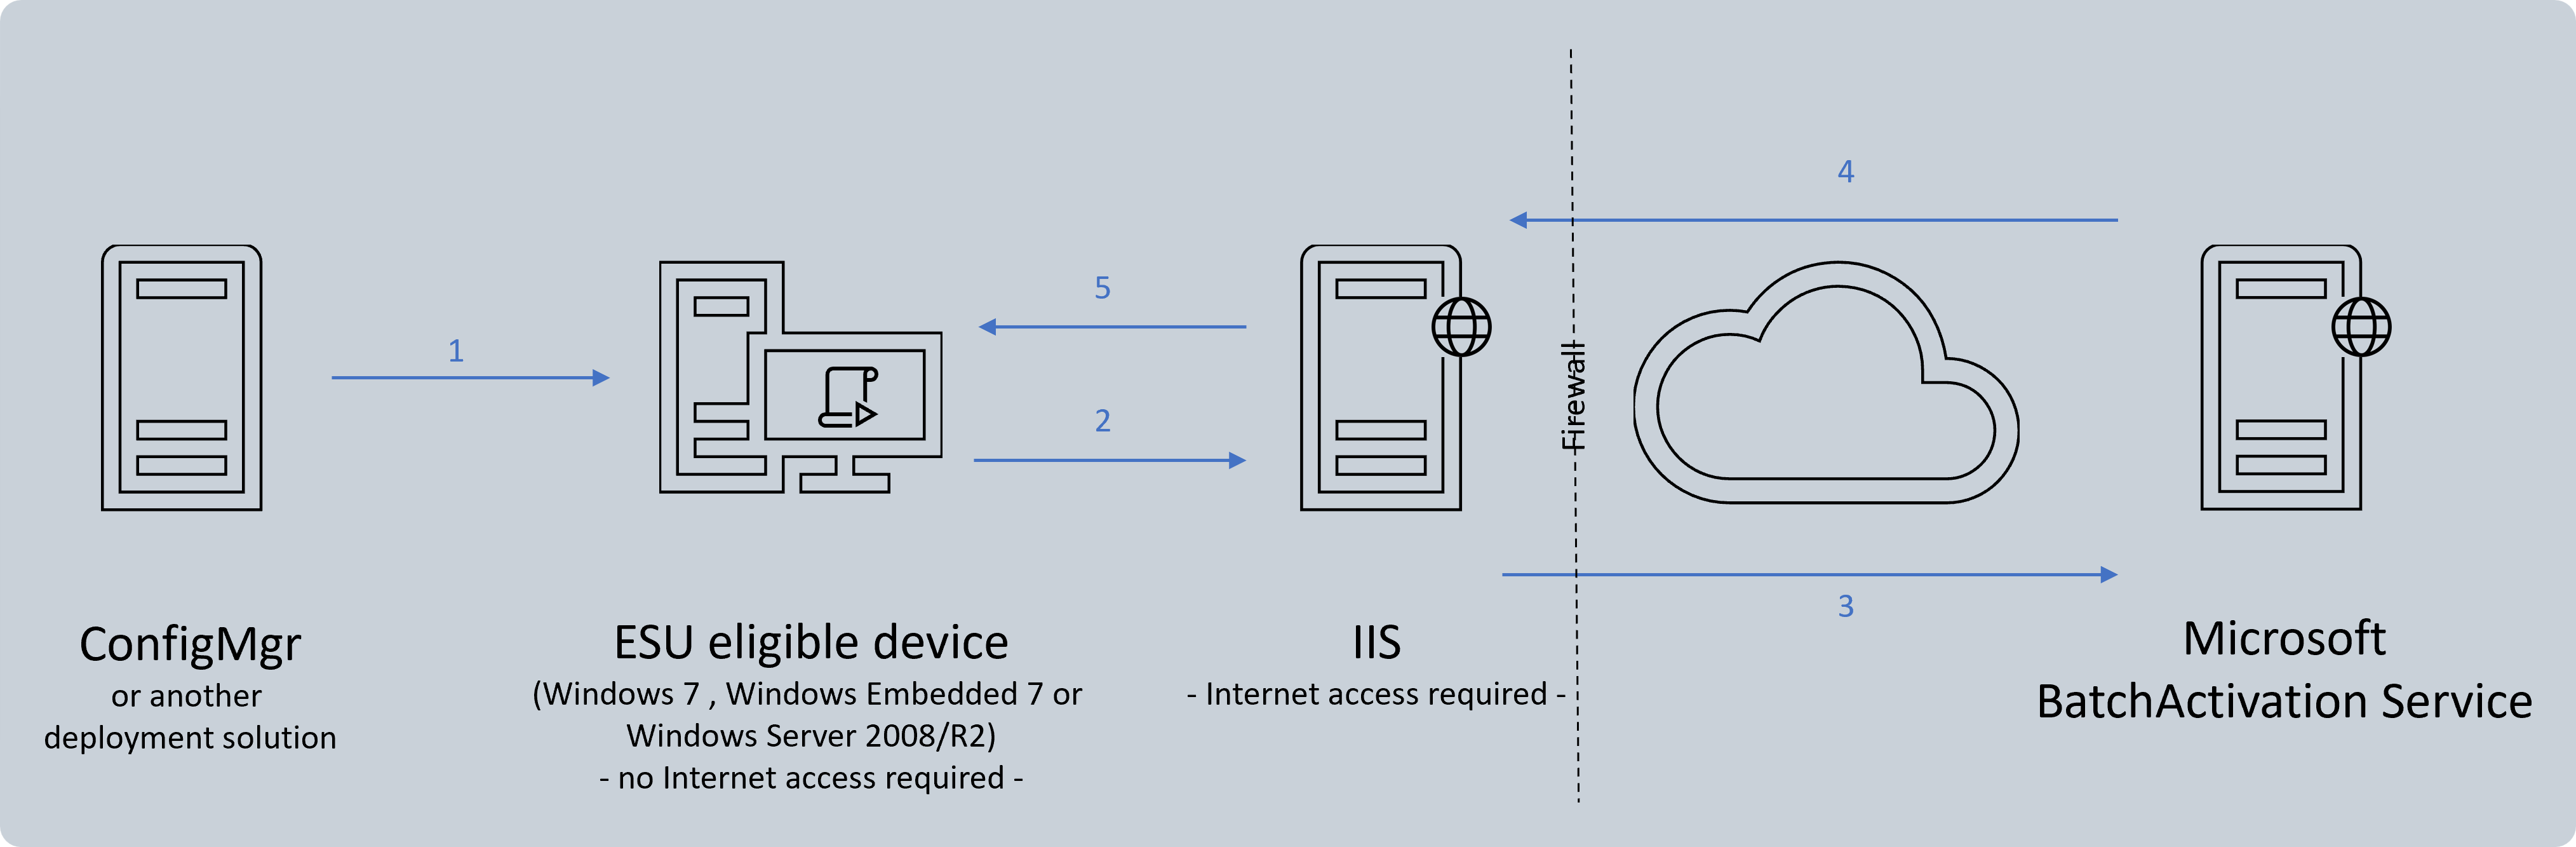 4
5
1
2
Firewall
3
ConfigMgr
or another
deployment solution
ESU eligible device
(Windows 7 , Windows Embedded 7 or
Windows Server 2008/R2)
- no Internet access required -
IIS
- Internet access required -
Microsoft
BatchActivation Service